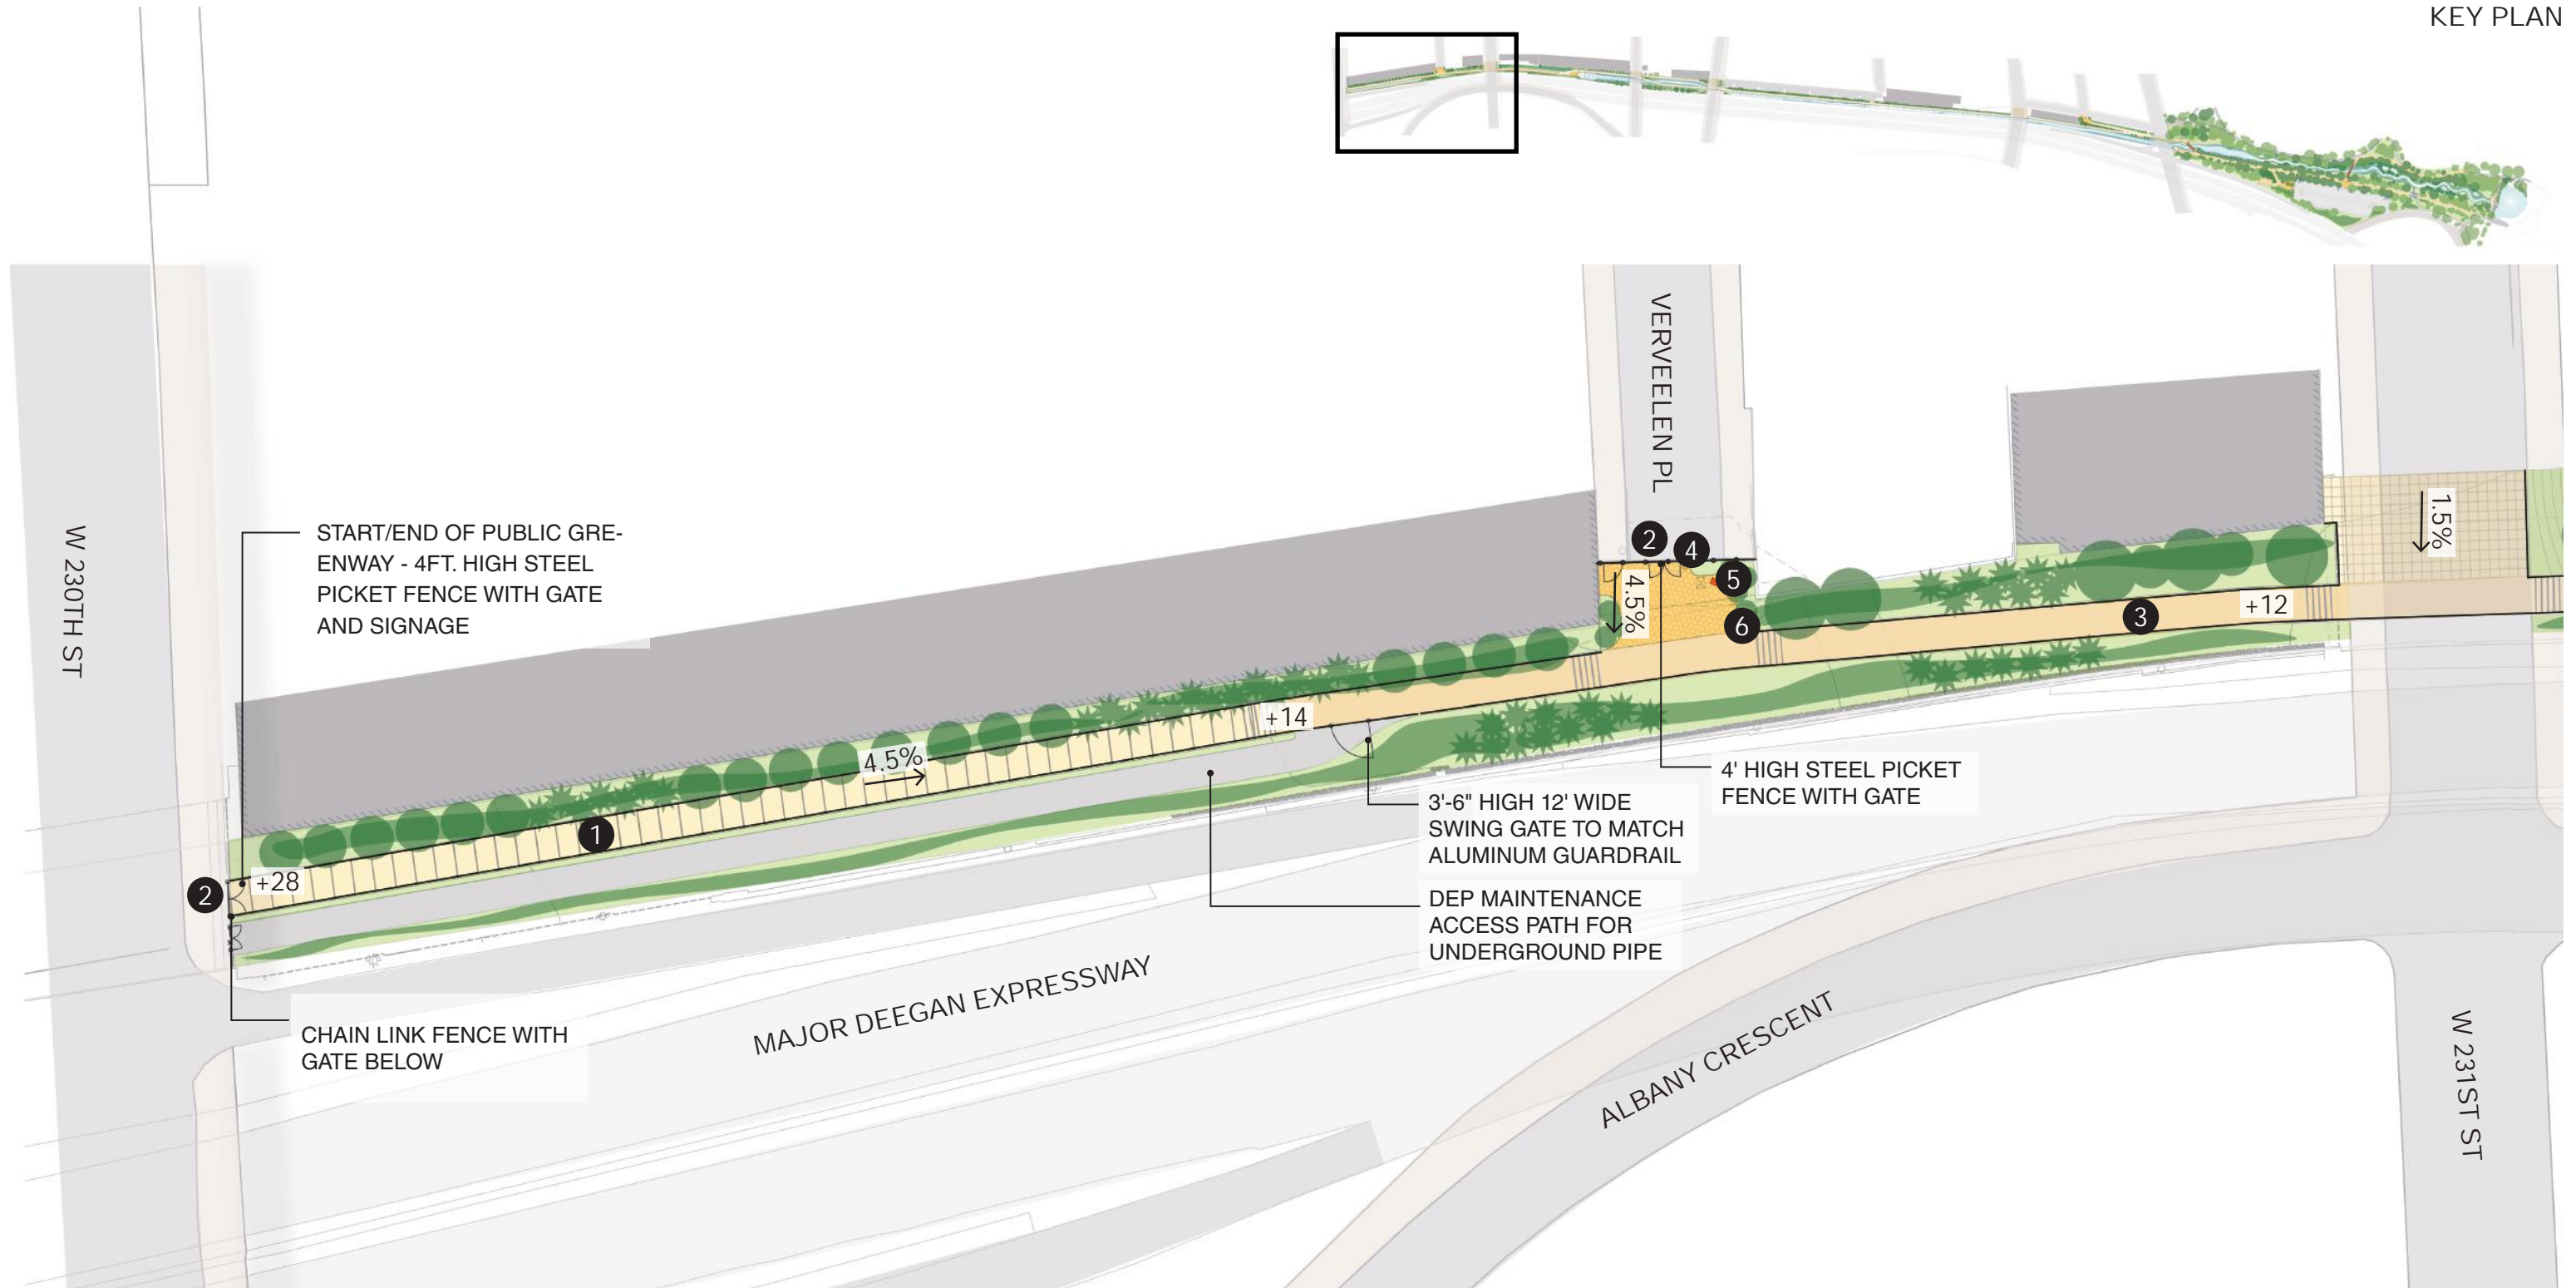 KEY PLAN
VERVEELEN PL
W 230TH ST
START/END OF PUBLIC GRE-
ENWAY - 4FT. HIGH STEEL
PICKET FENCE WITH GATE
AND SIGNAGE
2
4
5
6
4.5%
1.5%
3
+12
+14
4.5%
1
2
+28
4' HIGH STEEL PICKET
FENCE WITH GATE
3'-6" HIGH 12' WIDE
SWING GATE TO MATCH
ALUMINUM GUARDRAIL
DEP MAINTENANCE
ACCESS PATH FOR
UNDERGROUND PIPE
CHAIN LINK FENCE WITH
GATE BELOW
MAJOR DEEGAN EXPRESSWAY
ALBANY CRESCENT
W 231ST ST